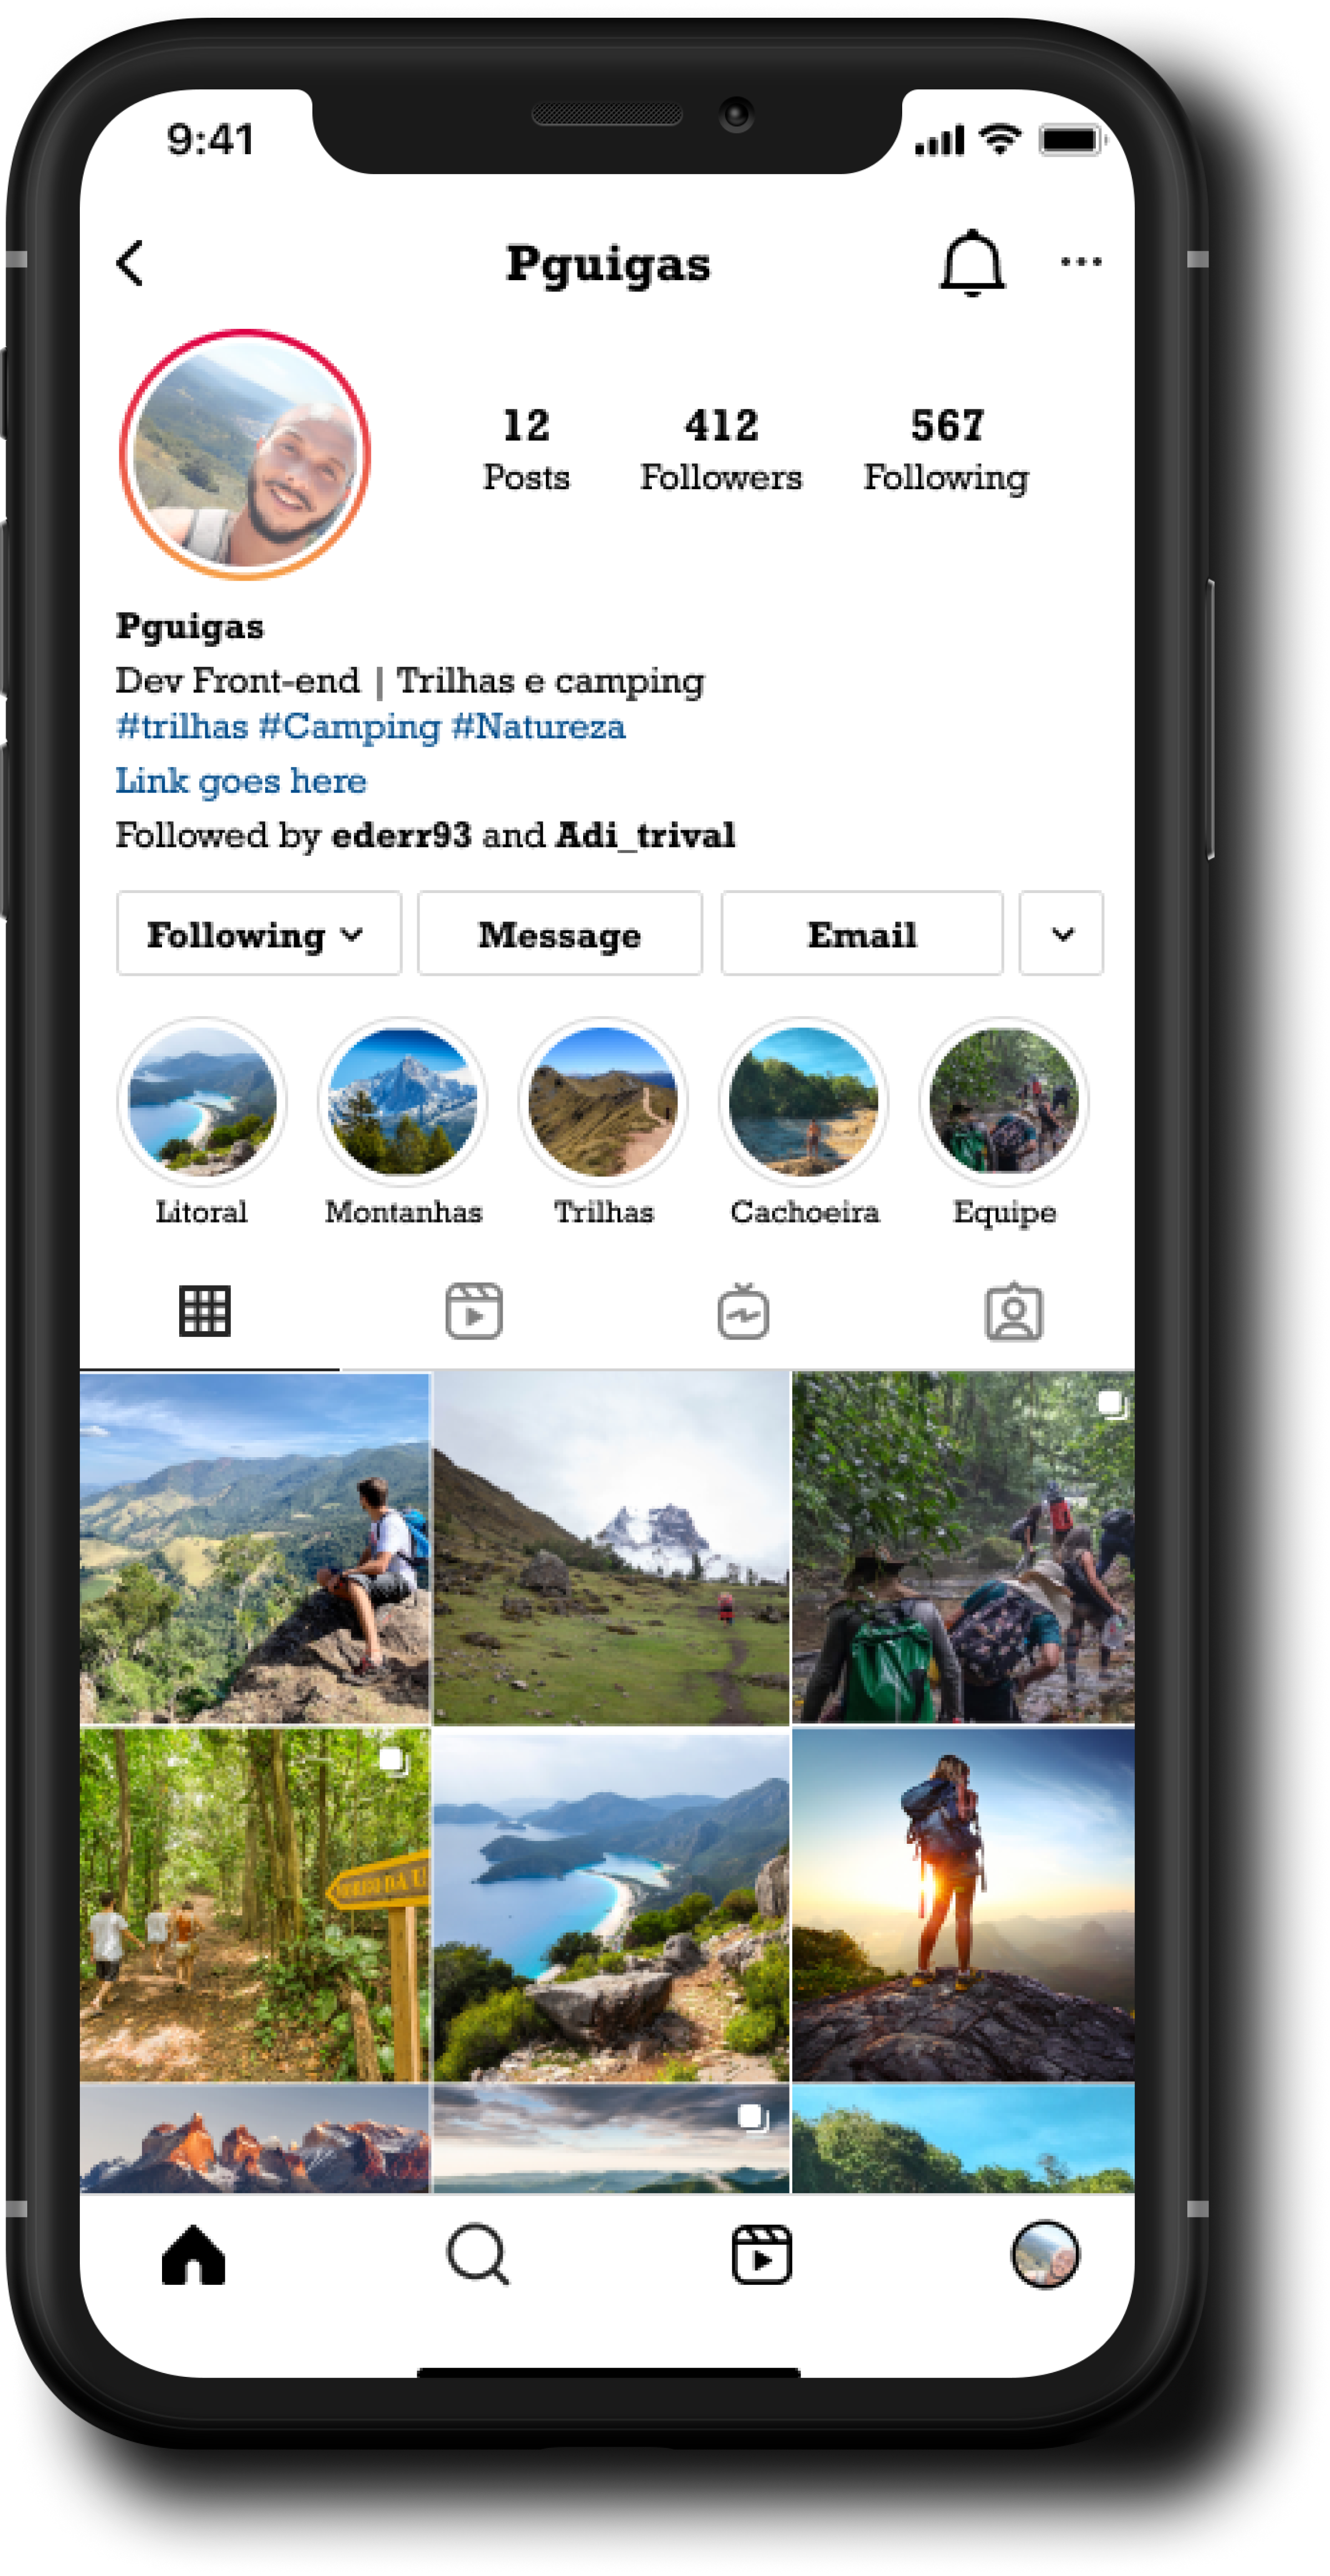 9:41
Pguigas
12 412 567
Posts Followers Following
Pguigas
Dev Front-end | Trilhas e camping
#trilhas #Camping #Natureza
Link goes here
Followed by ederr93 and Adi_trival
Following Message Email
Litoral Montanhas Trilhas Cachoeira Equipe
DA